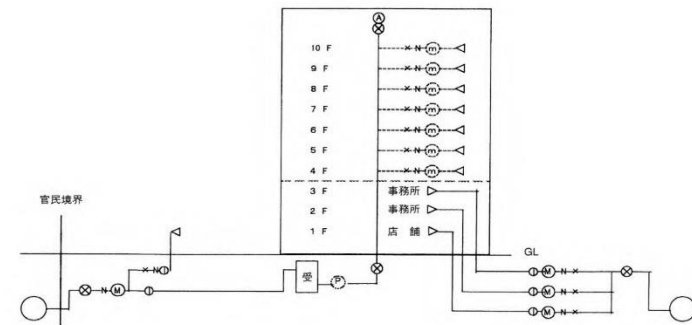 A
10 F N m
9 F N m
8 F N m
7 F N m
6 F N m
5 F N m
4 F N m
3 F 事務所
官民境界
2 F 事務所
1 F 店 舗
GL
N
受 P
M N
N M
M N
M N